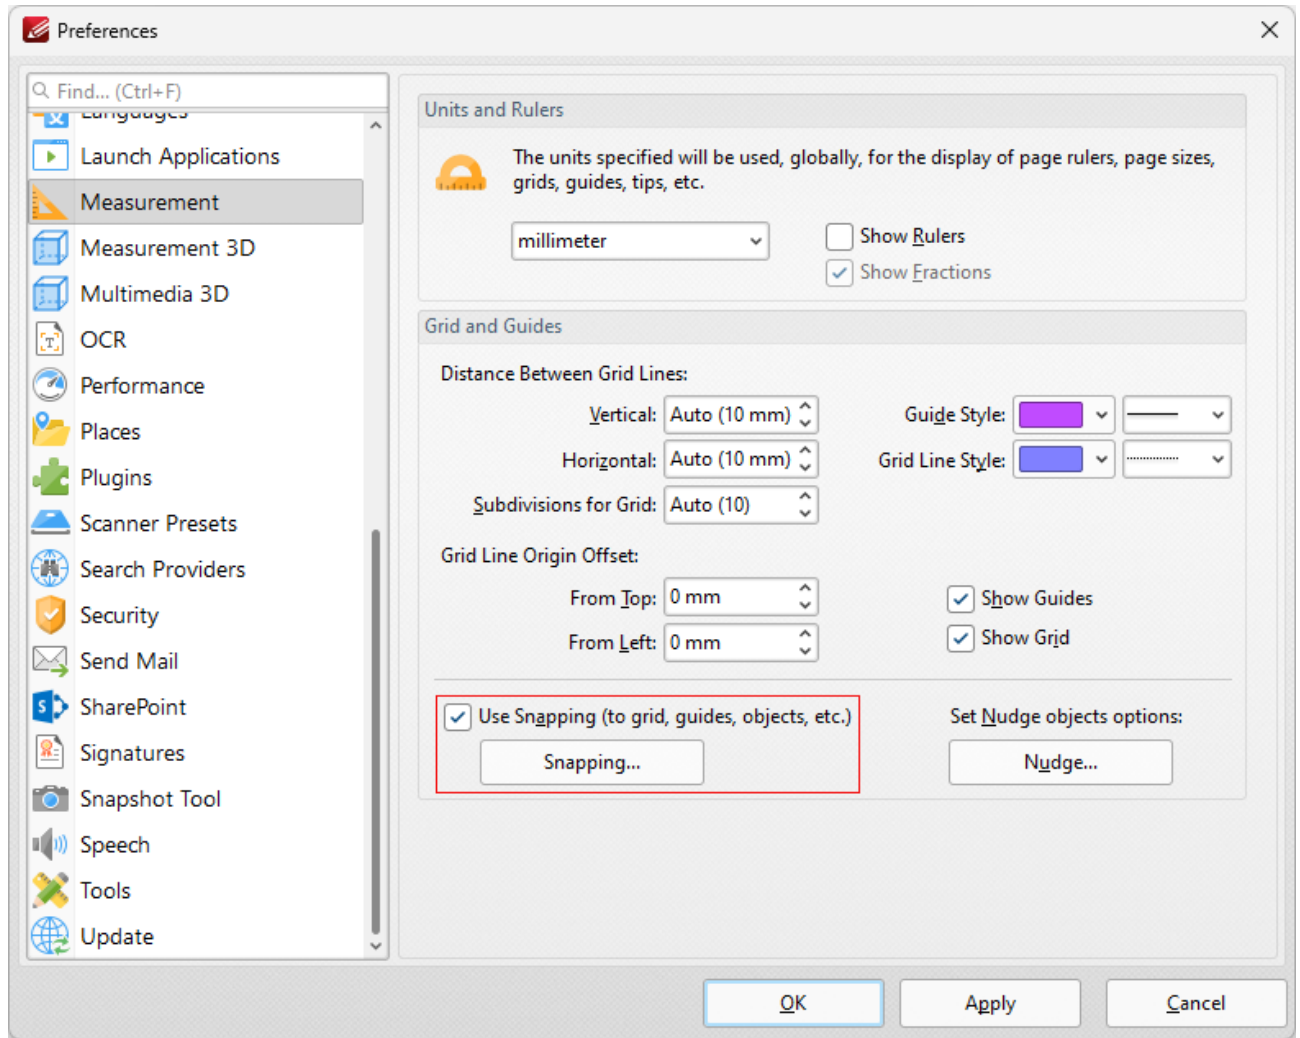 Preferences
Find... (Ctrl+F)
Languages
Launch Applications
Measurement
Measurement 3D
Multimedia 3D
OCR
Performance
Places
Plugins
Scanner Presets
Search Providers
Security
Send Mail
SharePoint
Signatures
Snapshot Tool
Speech
Tools
Update
Units and Rulers
The units specified will be used, globally, for the display of page rulers, page sizes,
grids, guides, tips, etc.
millimeter
Show Rulers
Show Fractions
Grid and Guides
Distance Between Grid Lines:
Vertical: Auto (10 mm) Guide Style:
Horizontal: Auto (10 mm) Grid Line Style:
Subdivisions for Grid: Auto (10)
Grid Line Origin Offset:
From Top: 0 mm Show Guides
From Left: 0 mm Show Grid
Use Snapping (to grid, guides, objects, etc.) Set Nudge objects options:
Snapping... Nudge...
OK Apply Cancel